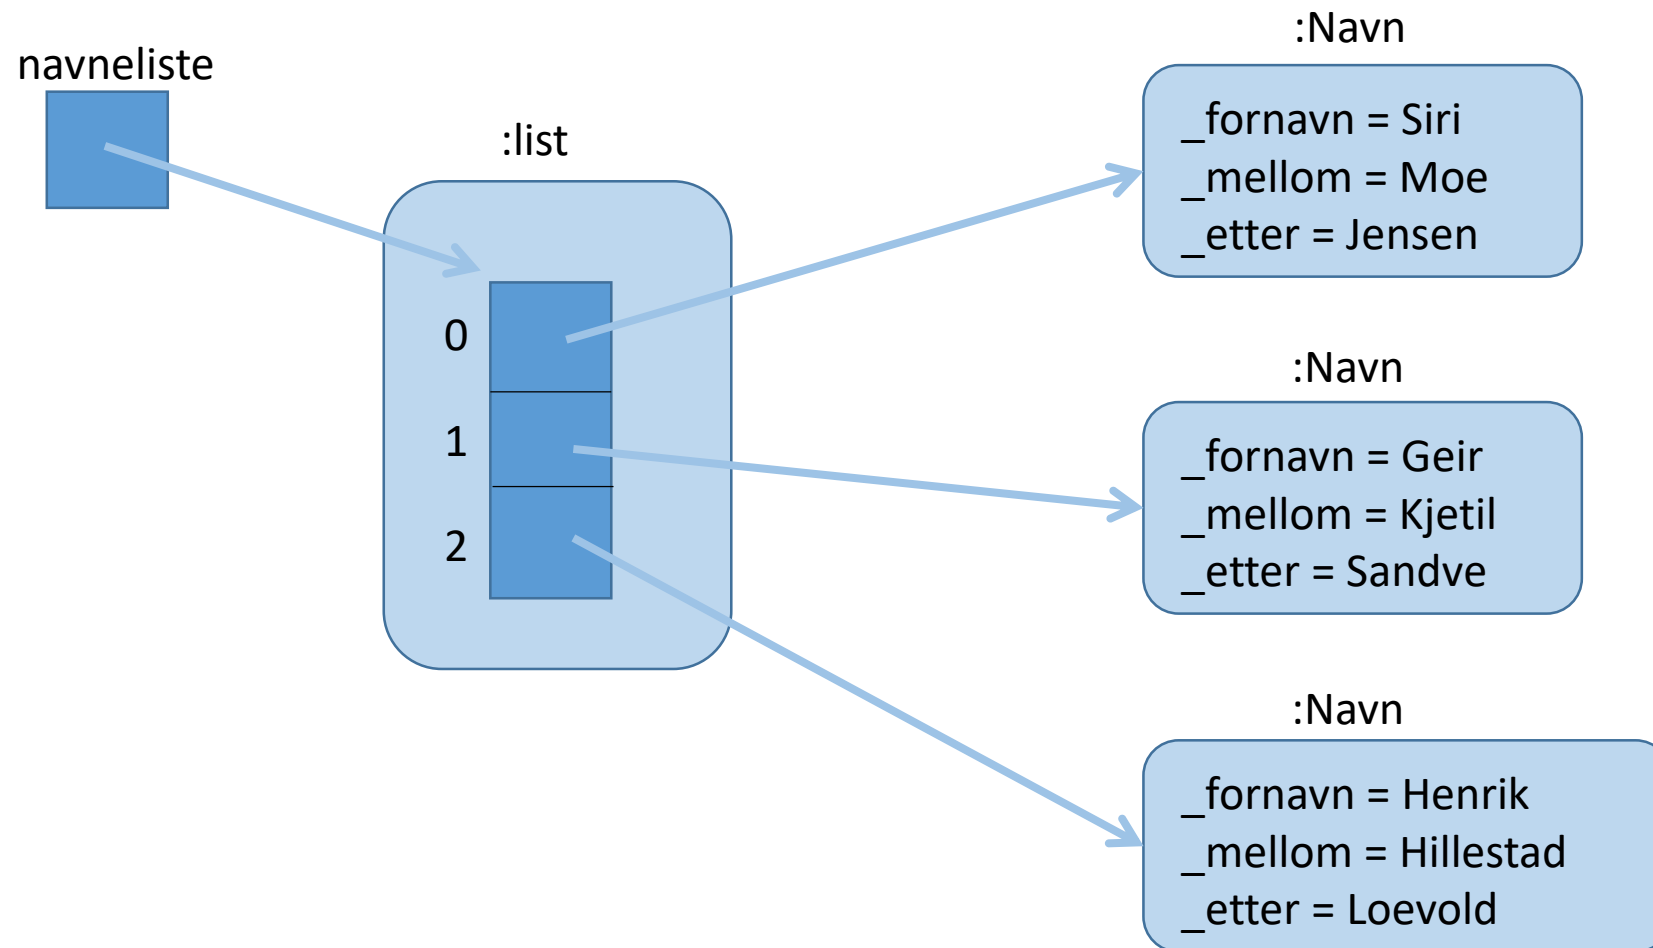 navneliste
:list
0
1
2
:Navn
_fornavn = Siri
_mellom = Moe
_etter = Jensen
:Navn
_fornavn = Geir
_mellom = Kjetil
_etter = Sandve
:Navn
_fornavn = Henrik
_mellom = Hillestad
_etter = Loevold